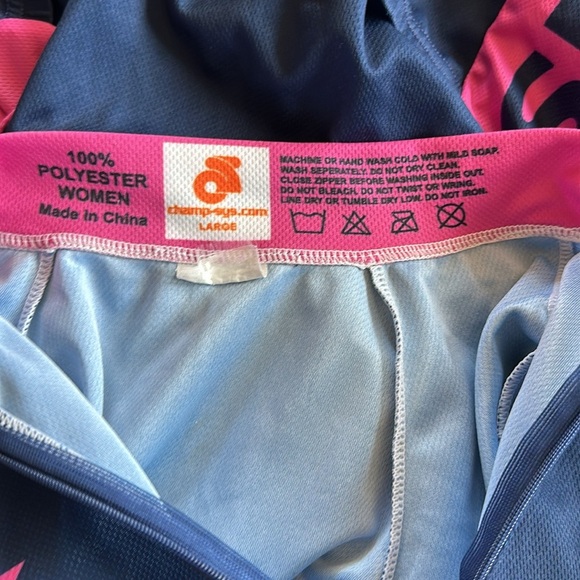 100%
POLYESTER
WOMEN
Made in China
champ-sys.com
LARGE
MACHINE OR HAND WASH COLD WITH MILD SOAP.
WASH SEPERATELY. DO NOT DRY CLEAN.
CLOSE ZIPPER BEFORE WASHING INSIDE OUT.
DO NOT BLEACH. DO NOT TWIST OR WRING.
LINE DRY OR TUMBLE DRY LOW. DO NOT IRON.